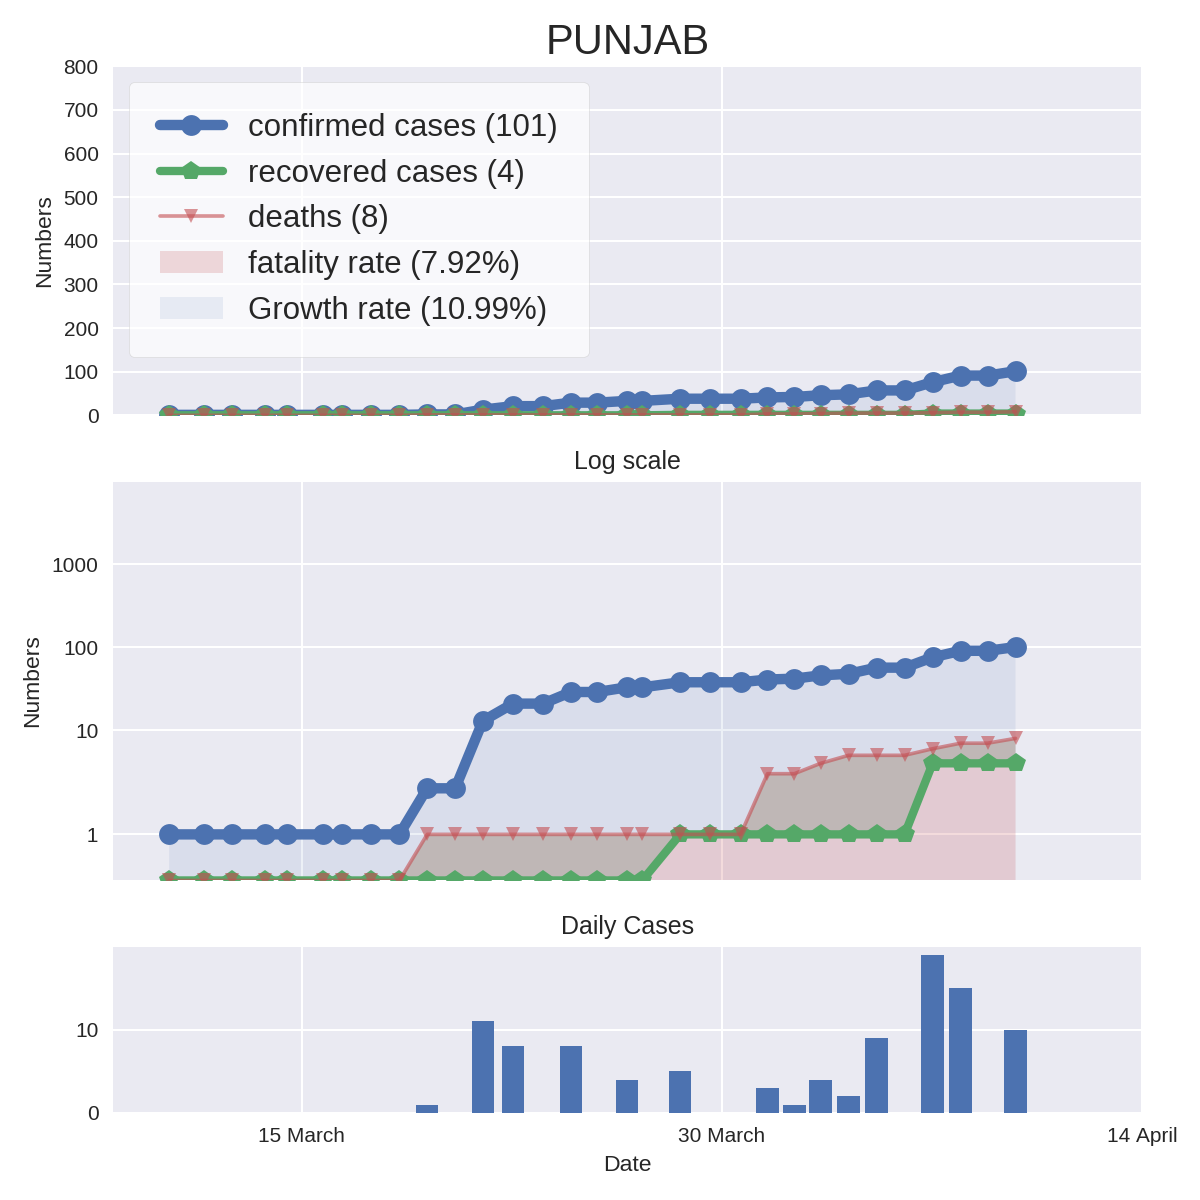 PUNJAB
800
700
600
500
400
300
200
100
0
Numbers
confirmed cases (101)
recovered cases (4)
deaths (8)
fatality rate (7.92%)
Growth rate (10.99%)
Log scale
1000
100
10
1
Numbers
Daily Cases
10
0
15 March
30 March
14 April
Date